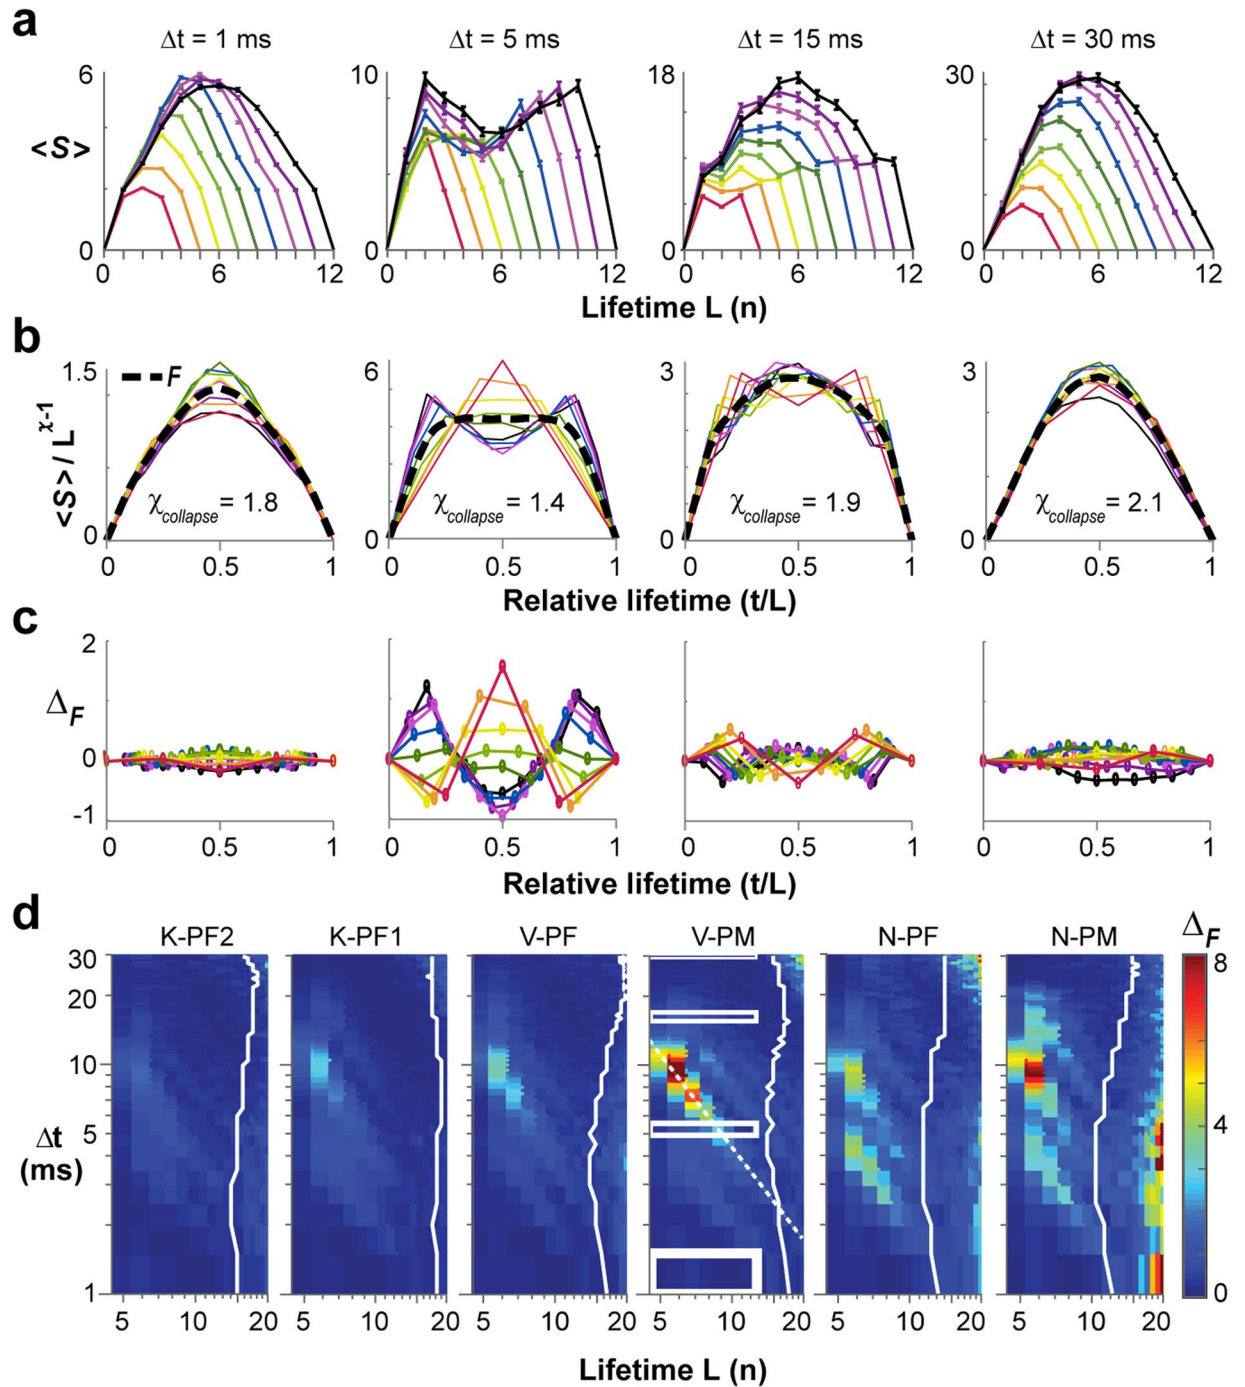 a
Δt = 1 ms Δt = 5 ms Δt = 15 ms Δt = 30 ms
6 10 18 30
<S>
0 0 0 0
0 6 12 0 6 12 0 6 12 0 6 12
Lifetime L (n)
b
1.5 6 3 3
F
<S> / L^χ-1
χcollapse = 1.8 χcollapse = 1.4 χcollapse = 1.9 χcollapse = 2.1
0 0 0 0
0 0.5 1 0 0.5 1 0 0.5 1 0 0.5 1
Relative lifetime (t/L)
c
2
ΔF
0
-1
0 0.5 1 0 0.5 1 0 0.5 1 0 0.5 1
Relative lifetime (t/L)
d
K-PF2 K-PF1 V-PF V-PM N-PF N-PM ΔF
30 8
20
10
4
Δt 5
(ms)
1 0
5 10 20 5 10 20 5 10 20 5 10 20 5 10 20 5 10 20
Lifetime L (n)